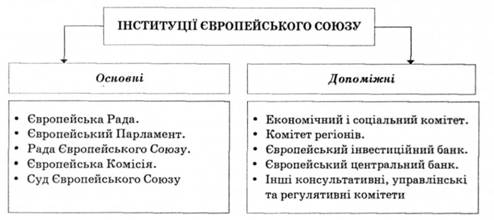 ІНСТИТУЦІЇ ЄВРОПЕЙСЬКОГО СОЮЗУ
Основні
• Європейська Рада.
• Європейський Парламент.
• Рада Європейського Союзу.
• Європейська Комісія.
• Суд Європейського Союзу
Допоміжні
• Економічний і соціальний комітет.
• Комітет регіонів.
• Європейський інвестиційний банк.
• Європейський центральний банк.
• Інші консультативні, управлінські
та регулятивні комітети